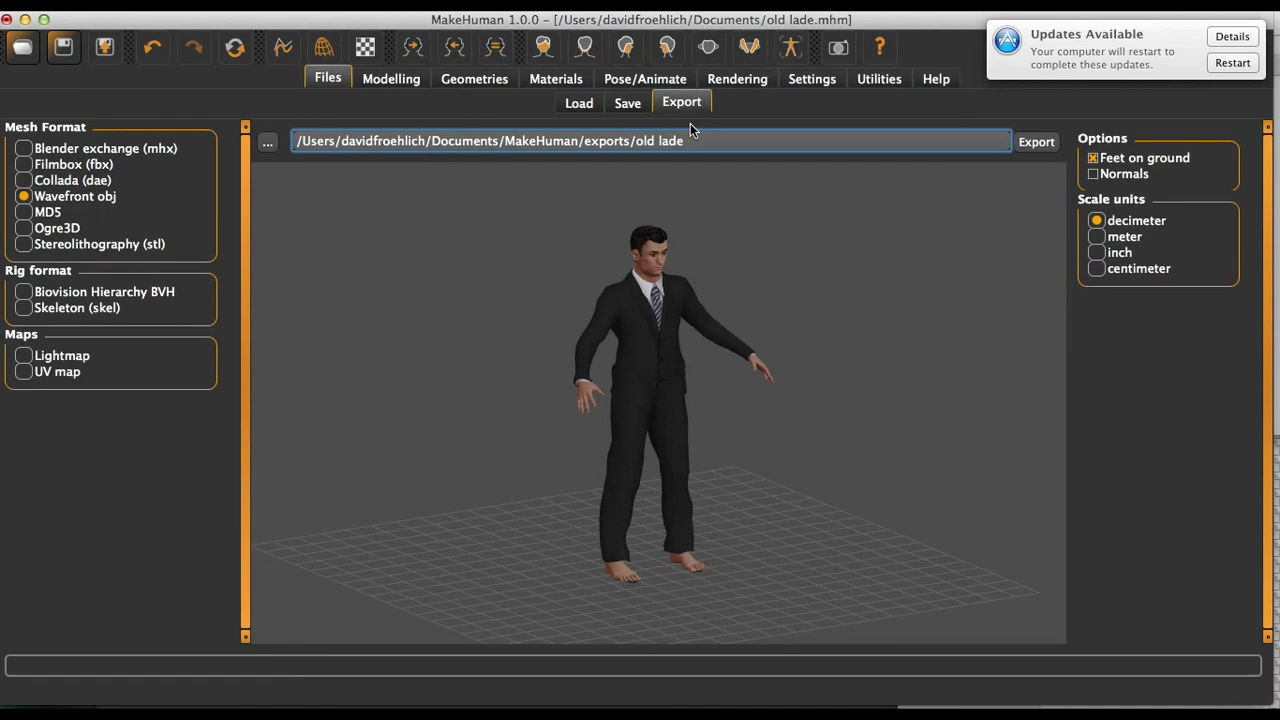 MakeHuman 1.0.0 - [/Users/davidfroehlich/Documents/old lade.mhm]
Updates Available
Your computer will restart to
complete these updates.
Details
Restart
Files
Modelling
Geometries
Materials
Pose/Animate
Rendering
Settings
Utilities
Help
Load
Save
Export
Mesh Format
Blender exchange (mhx)
Filmbox (fbx)
Collada (dae)
Wavefront obj
MD5
Ogre3D
Stereolithography (stl)
Rig format
Biovision Hierarchy BVH
Skeleton (skel)
Maps
Lightmap
UV map
...
/Users/davidfroehlich/Documents/MakeHuman/exports/old lade
Export
Options
Feet on ground
Normals
Scale units
decimeter
meter
inch
centimeter